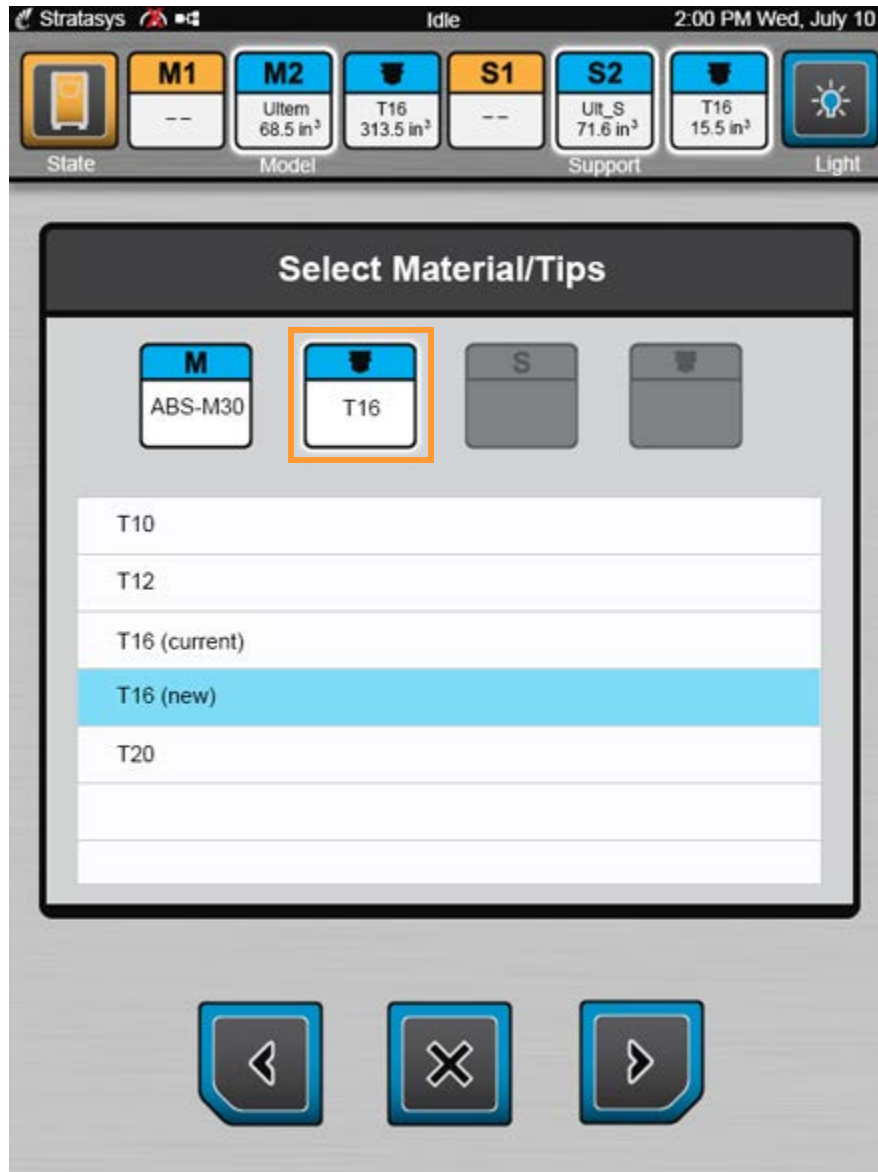 Stratasys Idle 2:00 PM Wed, July 10
M1 M2 S1 S2
-- Ultem T16 -- Ult_S T16
68.5 in³ 313.5 in³ 71.6 in³ 15.5 in³
State Model Support Light
Select Material/Tips
M S
ABS-M30 T16
T10
T12
T16 (current)
T16 (new)
T20